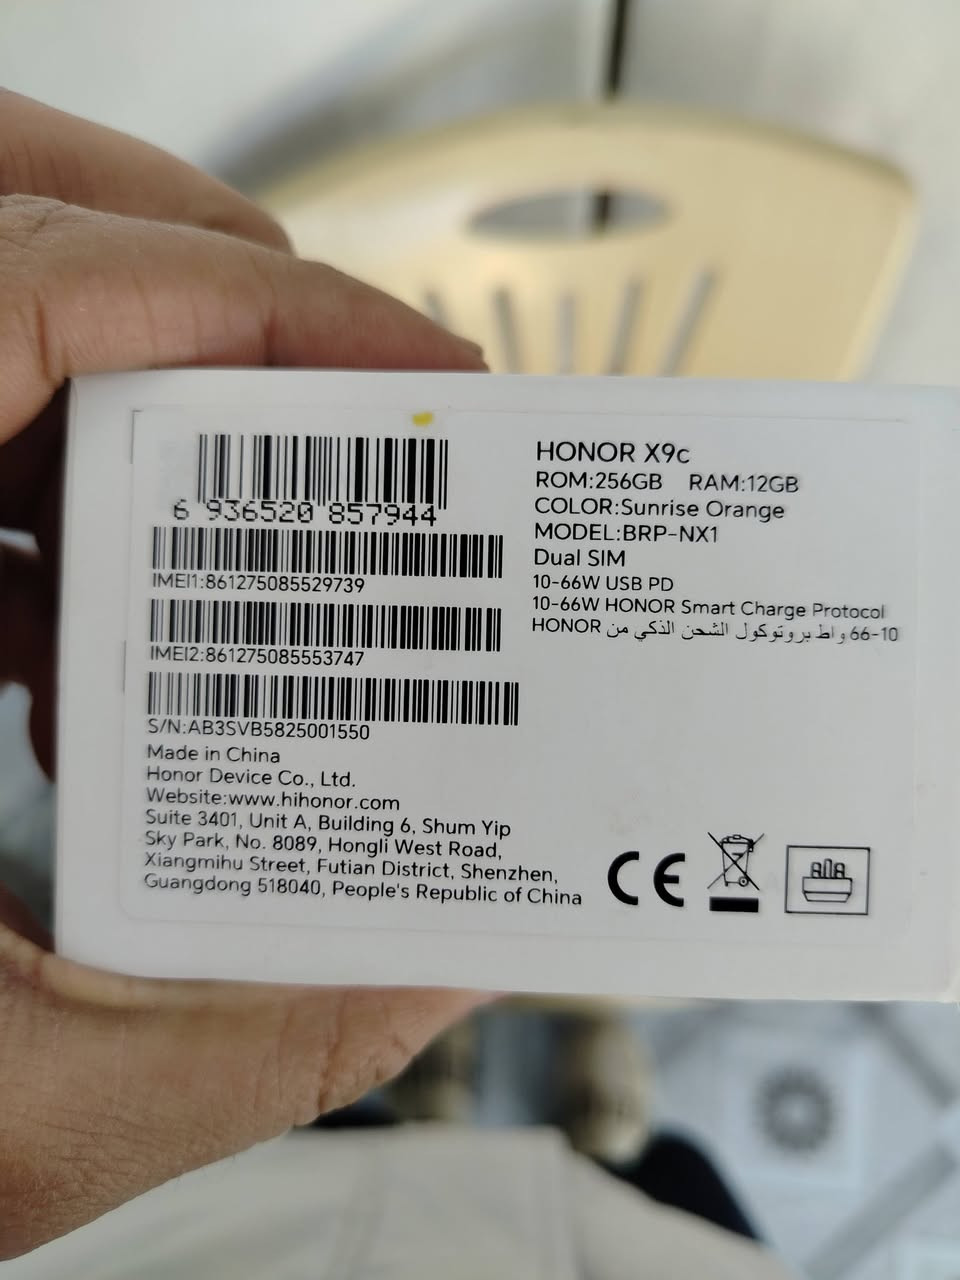 6 936520 857944
IMEI1:861275085529739
IMEI2:861275085553747
S/N:AB3SVB5825001550
Made in China
Honor Device Co., Ltd.
Website:www.hihonor.com
Suite 3401, Unit A, Building 6, Shum Yip
Sky Park, No. 8089, Hongli West Road,
Xiangmihu Street, Futian District, Shenzhen,
Guangdong 518040, People's Republic of China
HONOR X9c
ROM:256GB RAM:12GB
COLOR:Sunrise Orange
MODEL:BRP-NX1
Dual SIM
10-66W USB PD
10-66W HONOR Smart Charge Protocol
10-66 واط بروتوكول الشحن الذكي من HONOR
CE